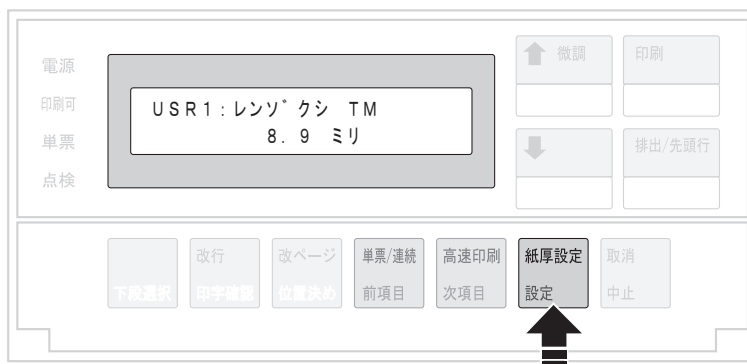 電源
印刷可
単票
点検
USR1:レンゾクシ TM
8.9 ミリ
微調
印刷
排出/先頭行
下段選択
改行
印字確認
改ページ
位置決め
単票/連続
前項目
高速印刷
次項目
紙厚設定
設定
取消
中止